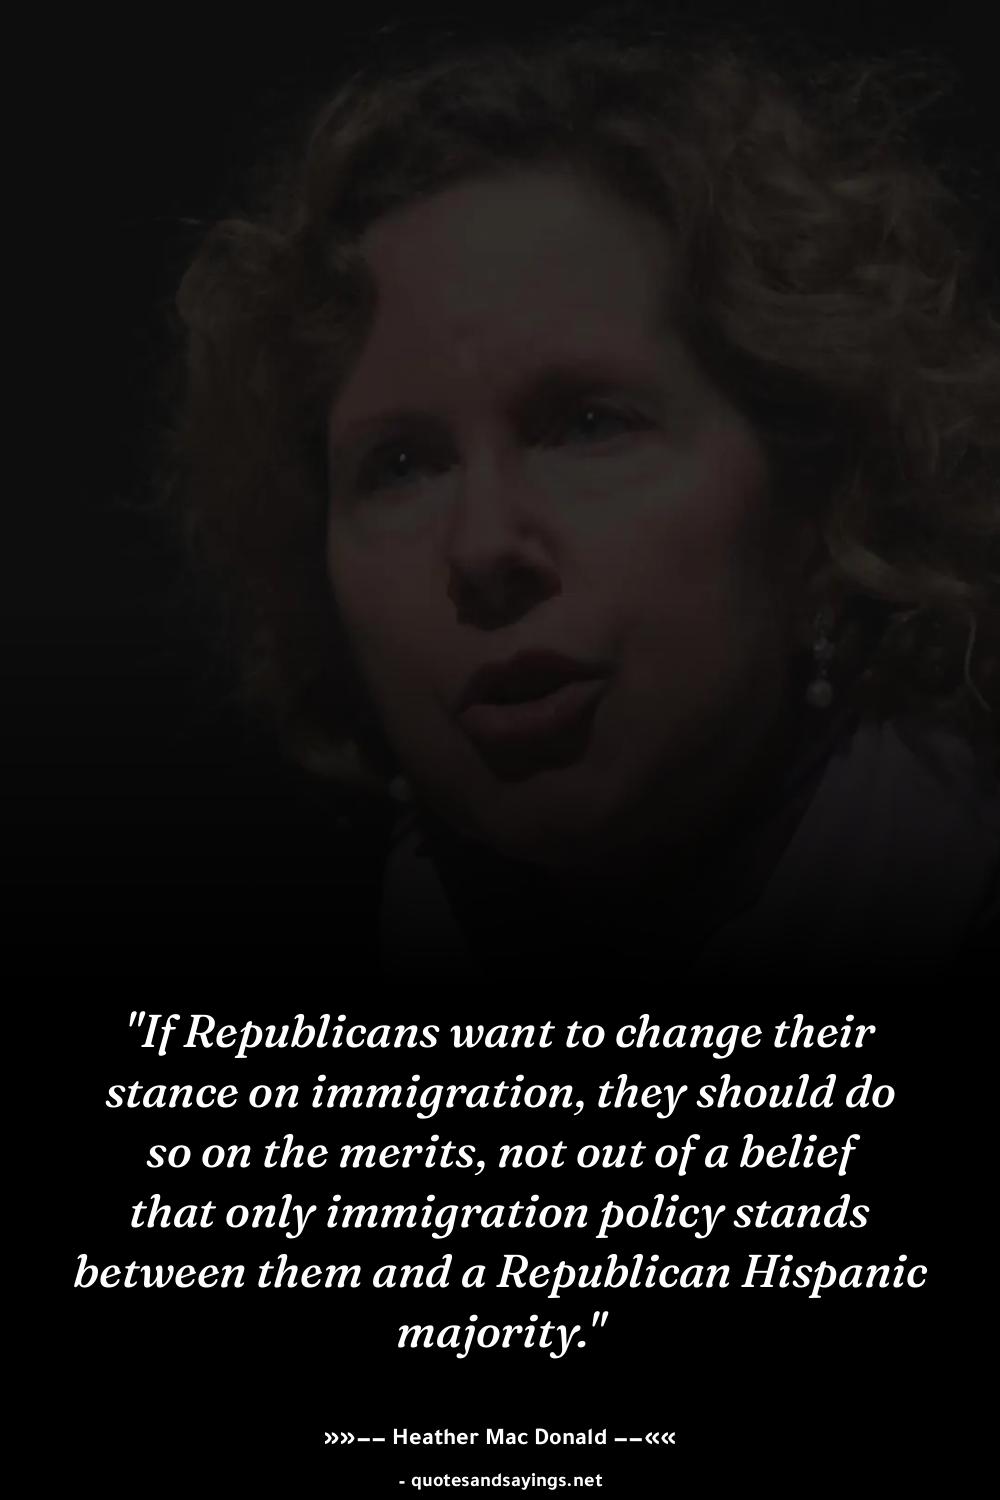 "If Republicans want to change their
stance on immigration, they should do
so on the merits, not out of a belief
that only immigration policy stands
between them and a Republican Hispanic
majority."
»»−− Heather Mac Donald −−««
- quotesandsayings.net